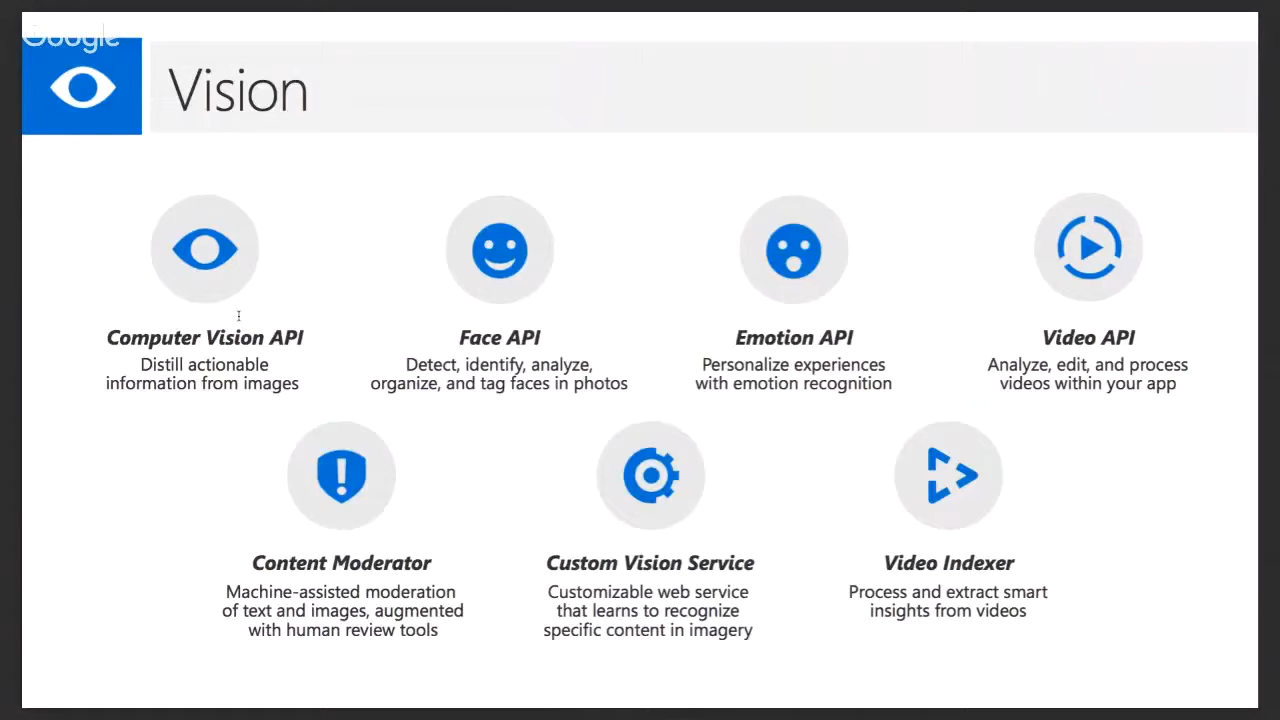 Google
Vision
Computer Vision API
Distill actionable
information from images
Face API
Detect, identify, analyze,
organize, and tag faces in photos
Emotion API
Personalize experiences
with emotion recognition
Video API
Analyze, edit, and process
videos within your app
Content Moderator
Machine-assisted moderation
of text and images, augmented
with human review tools
Custom Vision Service
Customizable web service
that learns to recognize
specific content in imagery
Video Indexer
Process and extract smart
insights from videos